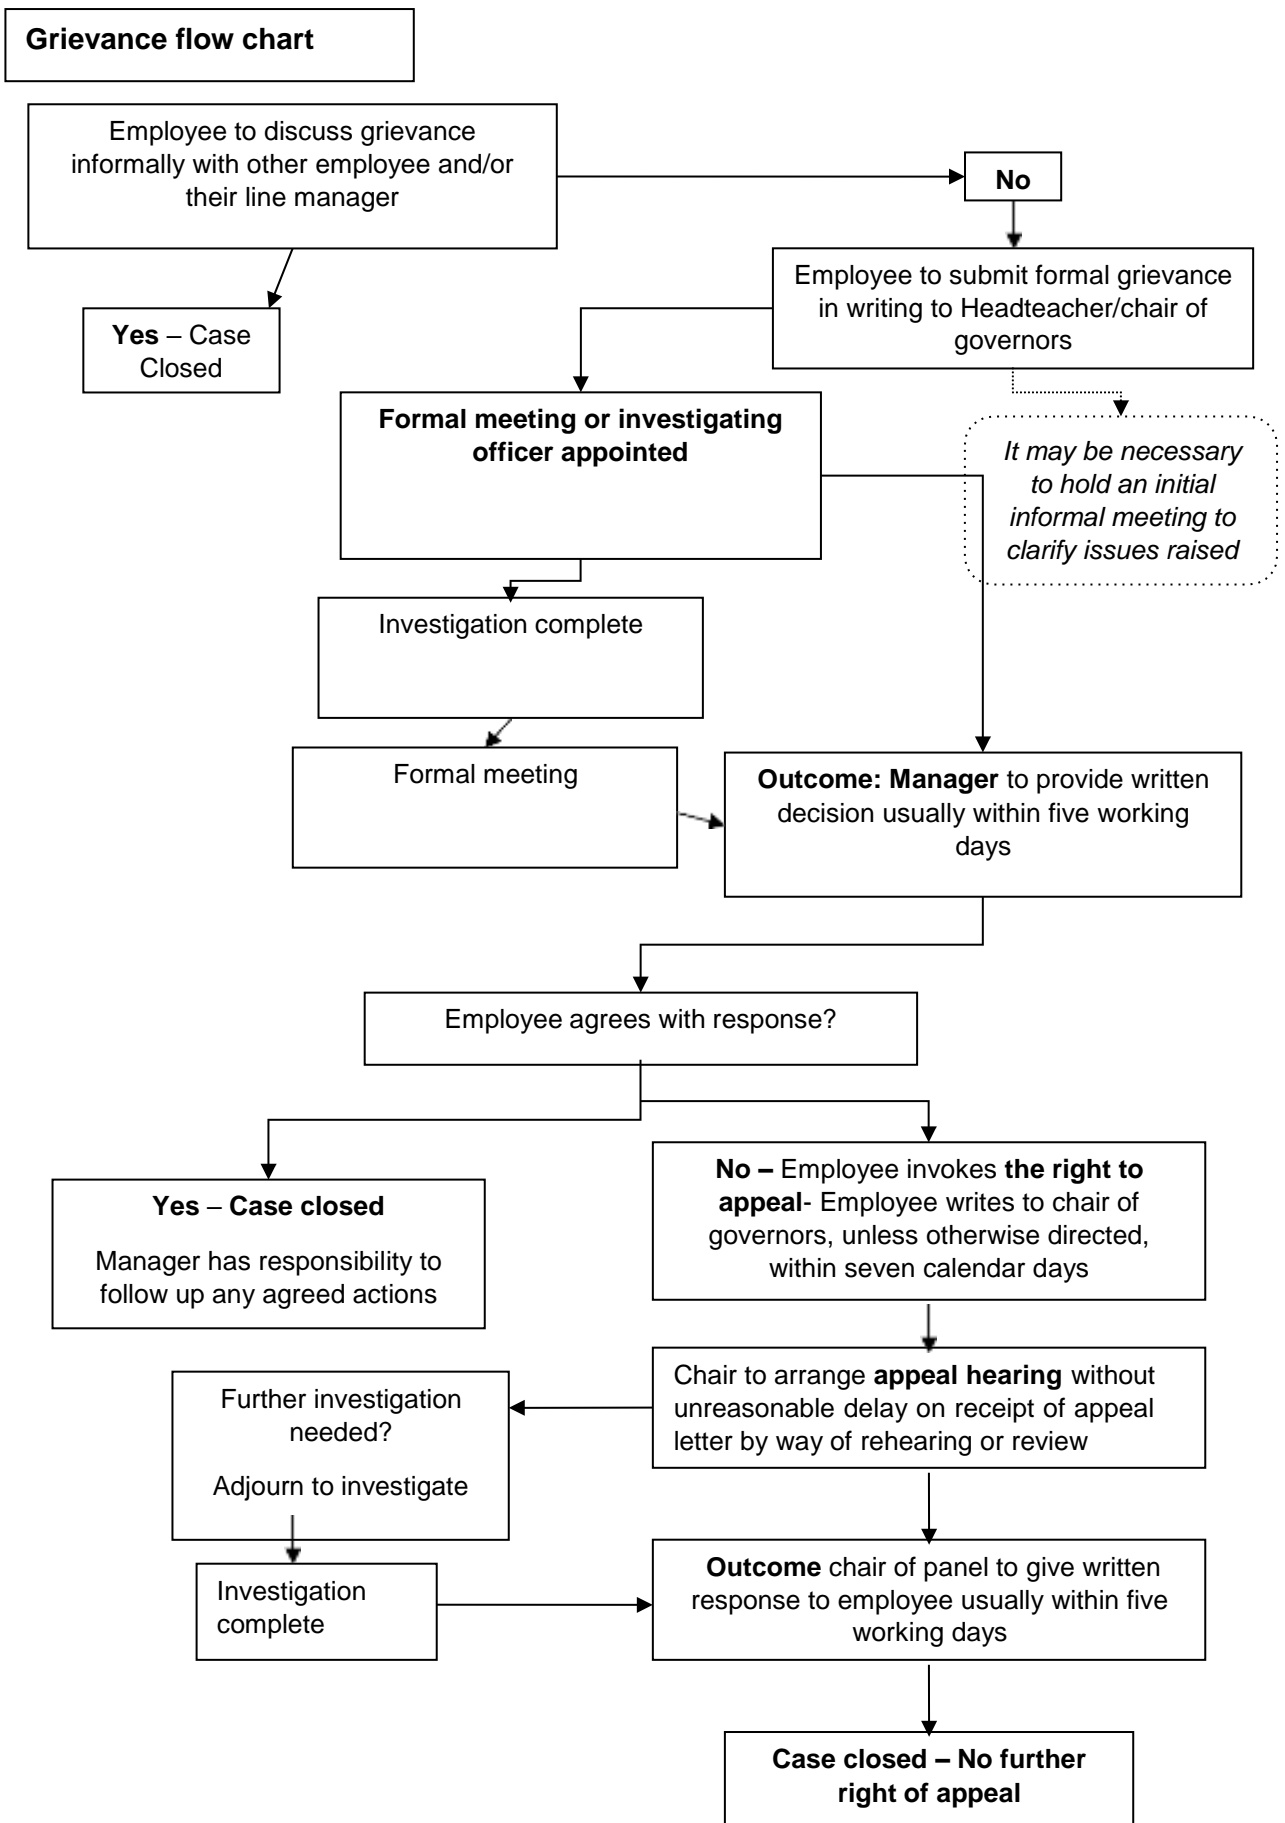 Grievance flow chart
Employee to discuss grievance
informally with other employee and/or
their line manager
No
Employee to submit formal grievance
in writing to Headteacher/chair of
governors
Yes – Case
Closed
Formal meeting or investigating
officer appointed
It may be necessary
to hold an initial
informal meeting to
clarify issues raised
Investigation complete
Formal meeting
Outcome: Manager to provide written
decision usually within five working
days
Employee agrees with response?
Yes – Case closed
Manager has responsibility to
follow up any agreed actions
No – Employee invokes the right to
appeal- Employee writes to chair of
governors, unless otherwise directed,
within seven calendar days
Chair to arrange appeal hearing without
unreasonable delay on receipt of appeal
letter by way of rehearing or review
Further investigation
needed?
Adjourn to investigate
Investigation
complete
Outcome chair of panel to give written
response to employee usually within five
working days
Case closed – No further
right of appeal